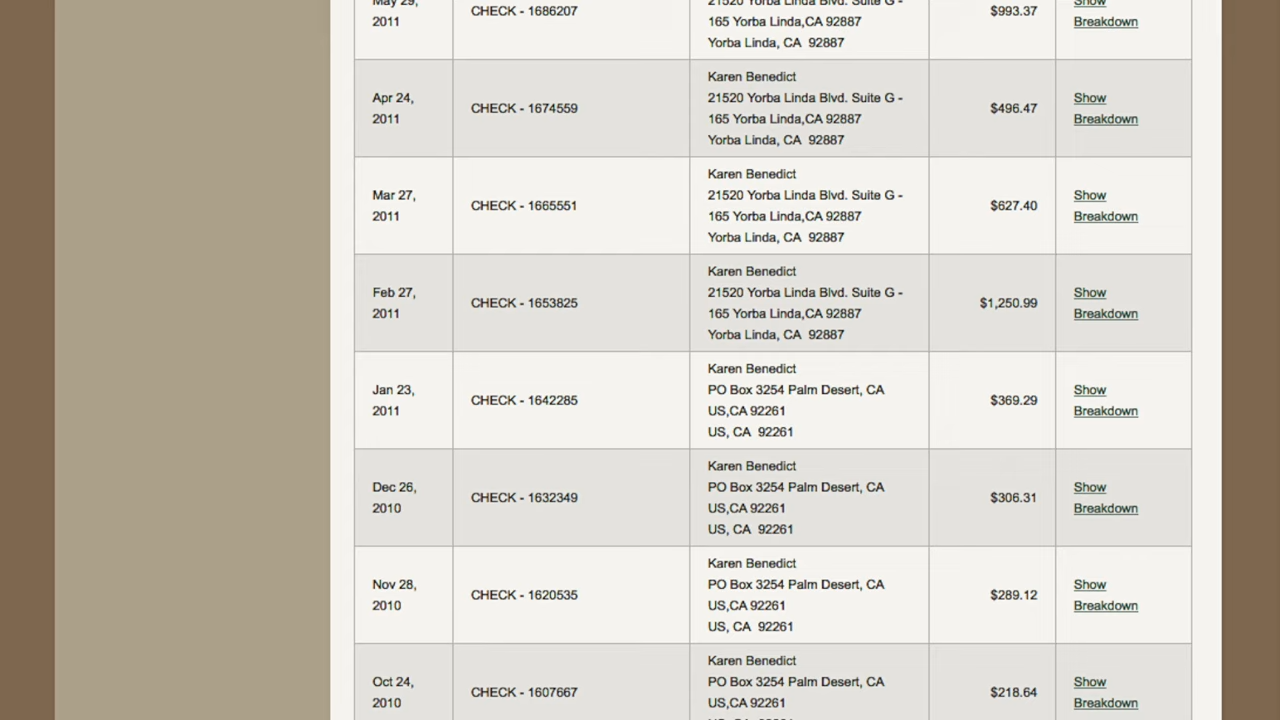 May 29,
2011
CHECK - 1686207
21520 Yorba Linda Blvd. Suite G -
165 Yorba Linda,CA 92887
Yorba Linda, CA 92887
$993.37
Show
Breakdown
Apr 24,
2011
CHECK - 1674559
Karen Benedict
21520 Yorba Linda Blvd. Suite G -
165 Yorba Linda,CA 92887
Yorba Linda, CA 92887
$496.47
Show
Breakdown
Mar 27,
2011
CHECK - 1665551
Karen Benedict
21520 Yorba Linda Blvd. Suite G -
165 Yorba Linda,CA 92887
Yorba Linda, CA 92887
$627.40
Show
Breakdown
Feb 27,
2011
CHECK - 1653825
Karen Benedict
21520 Yorba Linda Blvd. Suite G -
165 Yorba Linda,CA 92887
Yorba Linda, CA 92887
$1,250.99
Show
Breakdown
Jan 23,
2011
CHECK - 1642285
Karen Benedict
PO Box 3254 Palm Desert, CA
US,CA 92261
US, CA 92261
$369.29
Show
Breakdown
Dec 26,
2010
CHECK - 1632349
Karen Benedict
PO Box 3254 Palm Desert, CA
US,CA 92261
US, CA 92261
$306.31
Show
Breakdown
Nov 28,
2010
CHECK - 1620535
Karen Benedict
PO Box 3254 Palm Desert, CA
US,CA 92261
US, CA 92261
$289.12
Show
Breakdown
Oct 24,
2010
CHECK - 1607667
Karen Benedict
PO Box 3254 Palm Desert, CA
US,CA 92261
$218.64
Show
Breakdown